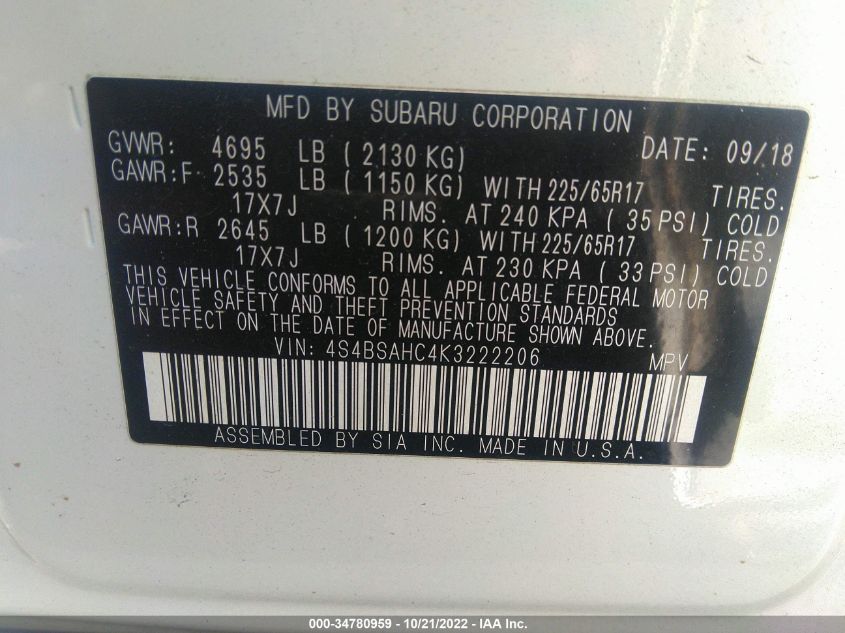 MFD BY SUBARU CORPORATION
GVWR: 4695 LB ( 2130 KG) DATE: 09/18
GAWR:F 2535 LB ( 1150 KG) WITH 225/65R17 TIRES.
17X7J RIMS. AT 240 KPA ( 35 PSI) COLD
GAWR:R 2645 LB ( 1200 KG) WITH 225/65R17 TIRES.
17X7J RIMS. AT 230 KPA ( 33 PSI) COLD
THIS VEHICLE CONFORMS TO ALL APPLICABLE FEDERAL MOTOR
VEHICLE SAFETY AND THEFT PREVENTION STANDARDS
IN EFFECT ON THE DATE OF MANUFACTURE SHOWN ABOVE.
VIN: 4S4BSAHC4K3222206 MPV
ASSEMBLED BY SIA INC. MADE IN U.S.A.
000-34780959 - 10/21/2022 - IAA Inc.